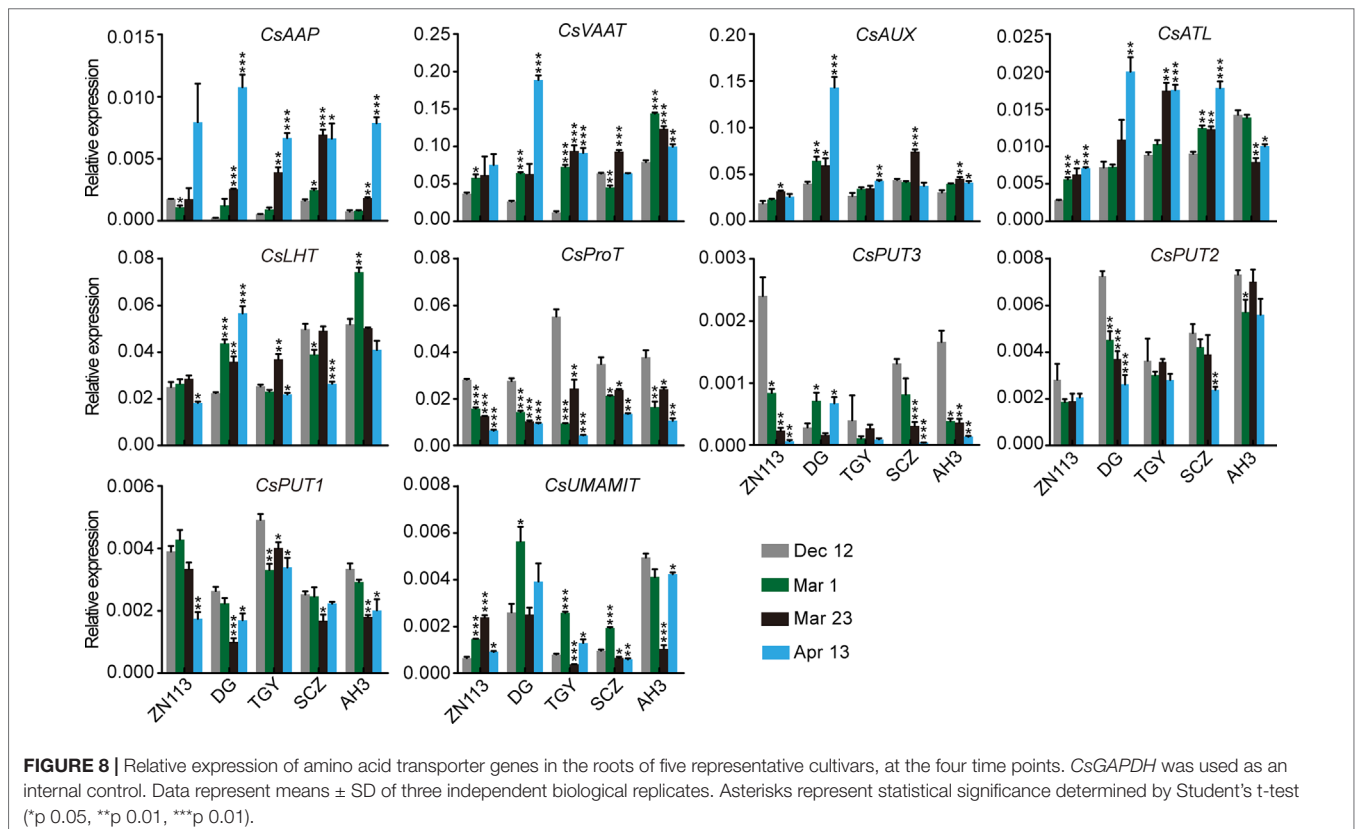 CsAAP
CsVAAT
CsAUX
CsATL
Relative expression
0.015
0.010
0.005
0.000
0.25
0.20
0.15
0.10
0.05
0.00
0.20
0.15
0.10
0.05
0.00
0.025
0.020
0.015
0.010
0.005
0.000
CsLHT
CsProT
CsPUT3
CsPUT2
0.08
0.06
0.04
0.02
0.00
0.08
0.06
0.04
0.02
0.00
0.003
0.002
0.001
0.000
0.008
0.006
0.004
0.002
0.000
ZN113
DG
TGY
SCZ
AH3
ZN113
DG
TGY
SCZ
AH3
CsPUT1
CsUMAMIT
Relative expression
0.006
0.004
0.002
0.000
0.008
0.006
0.004
0.002
0.000
ZN113
DG
TGY
SCZ
AH3
ZN113
DG
TGY
SCZ
AH3
Dec 12
Mar 1
Mar 23
Apr 13
FIGURE 8 | Relative expression of amino acid transporter genes in the roots of five representative cultivars, at the four time points. CsGAPDH was used as an
internal control. Data represent means ± SD of three independent biological replicates. Asterisks represent statistical significance determined by Student's t-test
(*p 0.05, **p 0.01, ***p 0.01).